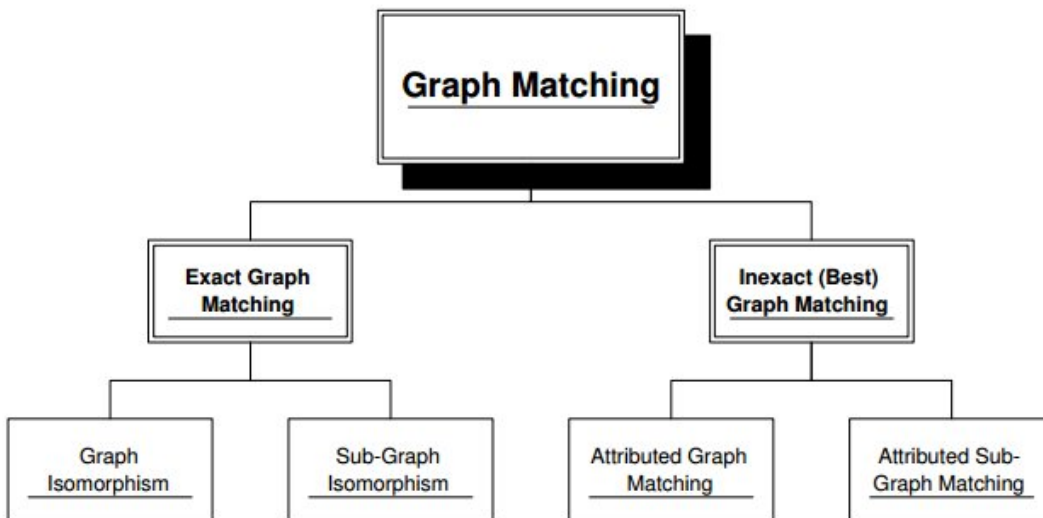 Graph Matching
Exact Graph
Matching
Inexact (Best)
Graph Matching
Graph
Isomorphism
Sub-Graph
Isomorphism
Attributed Graph
Matching
Attributed Sub-
Graph Matching